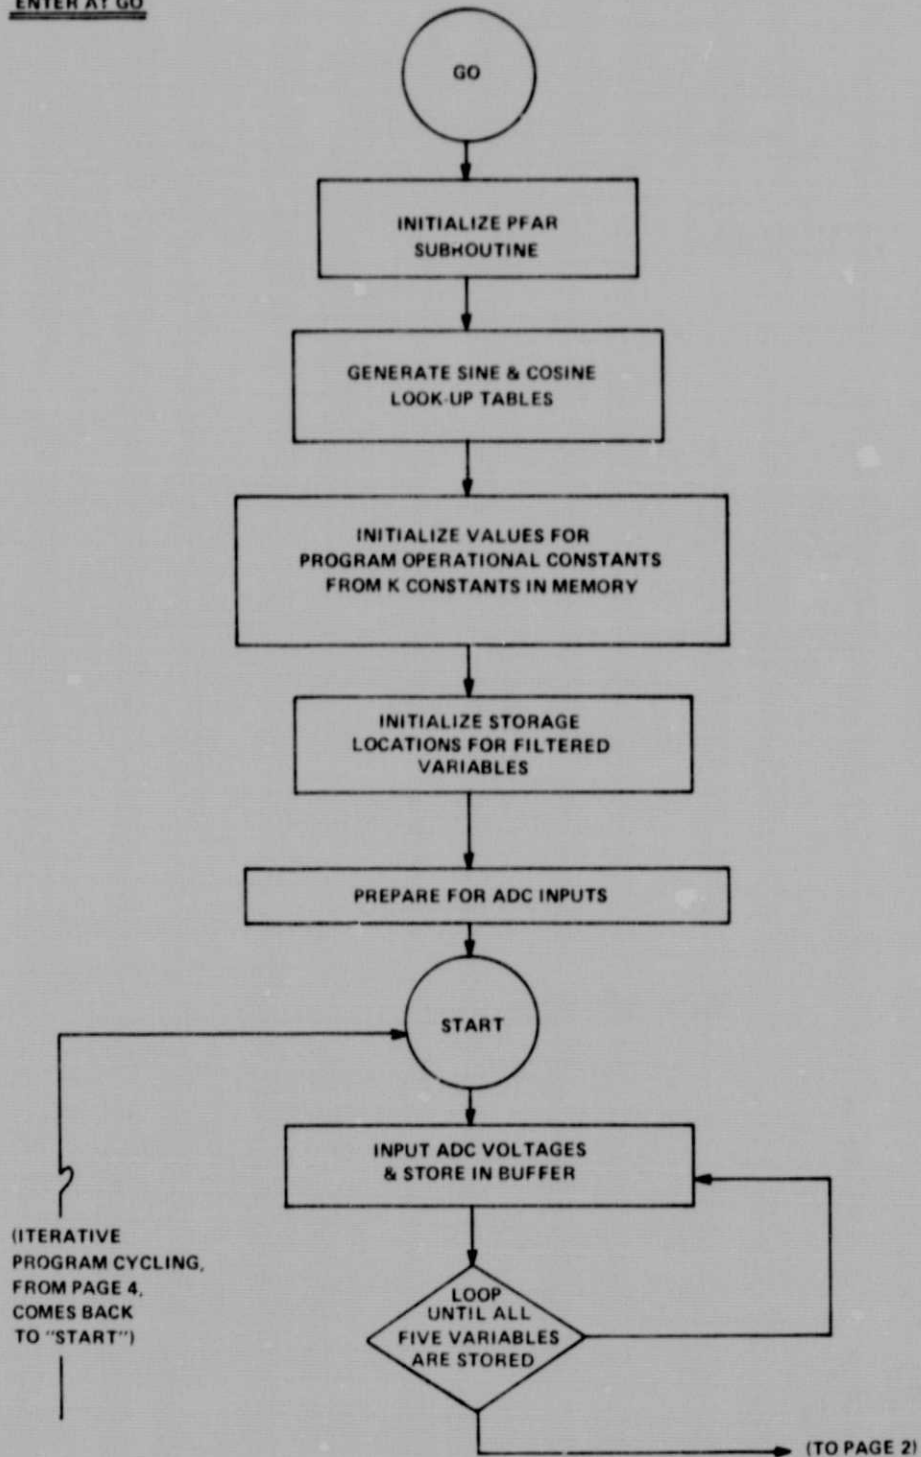 ENTER AT GO
GO
INITIALIZE PFAR
SUBROUTINE
GENERATE SINE & COSINE
LOOK-UP TABLES
INITIALIZE VALUES FOR
PROGRAM OPERATIONAL CONSTANTS
FROM K CONSTANTS IN MEMORY
INITIALIZE STORAGE
LOCATIONS FOR FILTERED
VARIABLES
PREPARE FOR ADC INPUTS
START
INPUT ADC VOLTAGES
& STORE IN BUFFER
(ITERATIVE
PROGRAM CYCLING,
FROM PAGE 4,
COMES BACK
TO "START")
LOOP
UNTIL ALL
FIVE VARIABLES
ARE STORED
(TO PAGE 2)